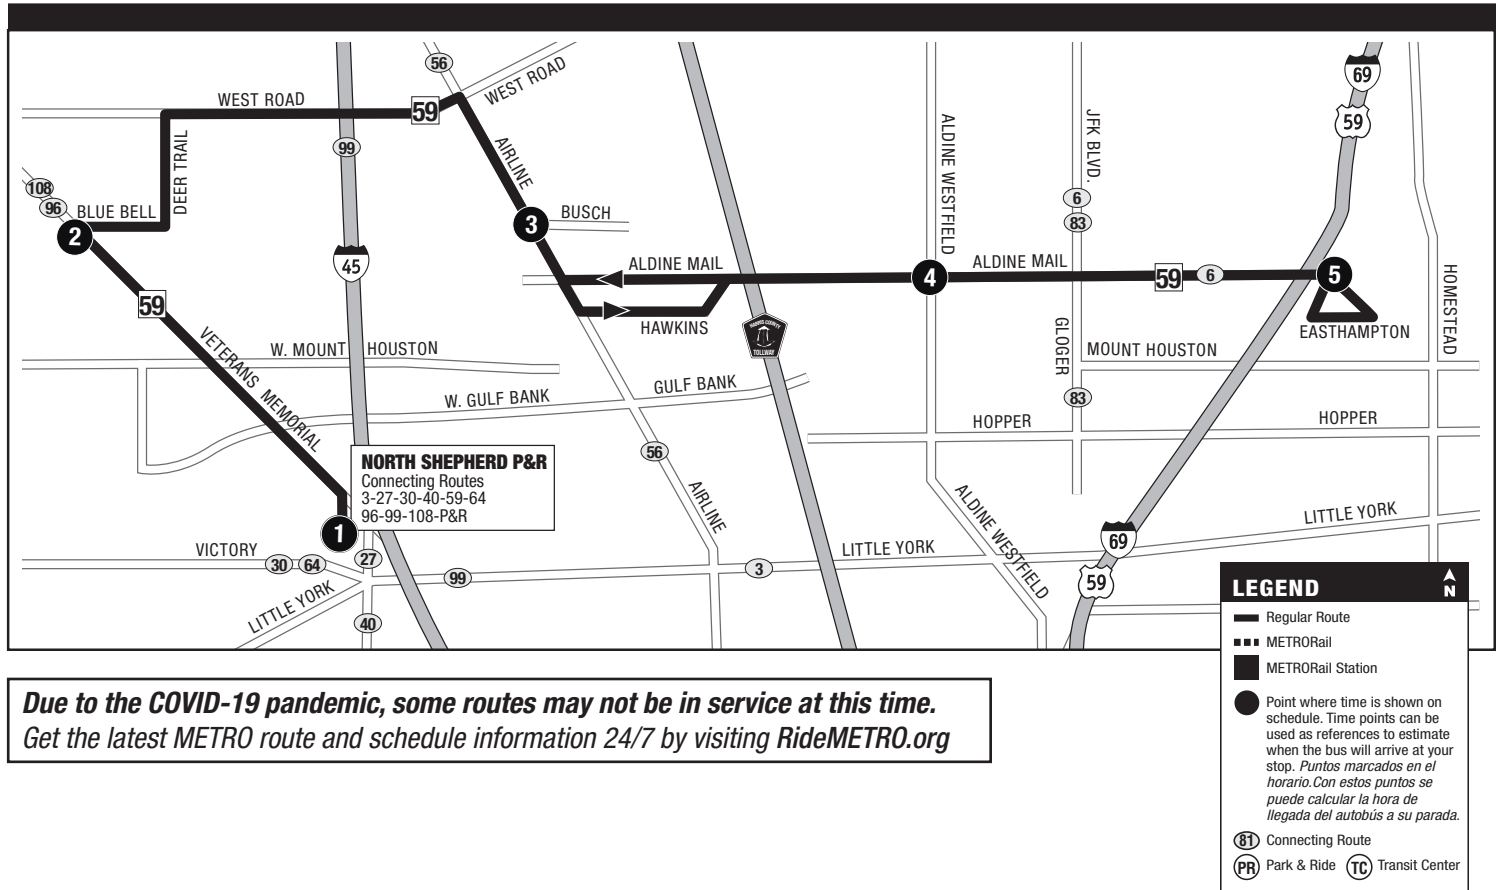 56
WEST ROAD
WEST ROAD
59
99
DEER TRAIL
AIRLINE
108
96
BLUE BELL
2
3
BUSCH
45
ALDINE MAIL
ALDINE WESTFIELD
4
ALDINE MAIL
JFK BLVD.
6
83
59
6
5
69
59
EASTHAMPTON
HOMESTEAD
HAWKINS
HARRIS COUNTY
TOLLWAY
59
VETERANS MEMORIAL
W. MOUNT HOUSTON
GLOGER
MOUNT HOUSTON
W. GULF BANK
GULF BANK
83
HOPPER
HOPPER
NORTH SHEPHERD P&R
Connecting Routes
3-27-30-40-59-64
96-99-108-P&R
56
AIRLINE
1
VICTORY
30
64
27
99
3
LITTLE YORK
ALDINE WESTFIELD
69
59
LITTLE YORK
LITTLE YORK
40
LEGEND
N
Regular Route
METRORail
METRORail Station
Point where time is shown on
schedule. Time points can be
used as references to estimate
when the bus will arrive at your
stop. Puntos marcados en el
horario.Con estos puntos se
puede calcular la hora de
llegada del autobús a su parada.
81 Connecting Route
PR Park & Ride TC Transit Center
Due to the COVID-19 pandemic, some routes may not be in service at this time.
Get the latest METRO route and schedule information 24/7 by visiting RideMETRO.org